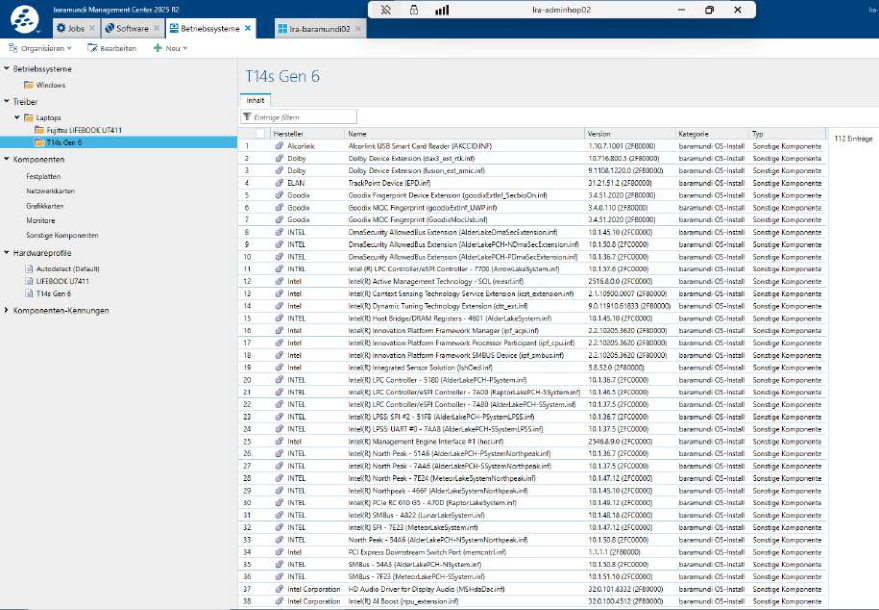 baramundi Management Center 2025 R2
lra-adminhop02
lra-
Jobs
Software
Betriebssysteme
lra-baramundi02
Organisieren
Bearbeiten
Neu
Betriebssysteme
Windows
Treiber
Laptops
Fujitsu LIFEBOOK U7411
T14s Gen 6
Komponenten
Festplatten
Netzwerkkarten
Grafikkarten
Monitore
Sonstige Komponenten
Hardwareprofile
Autodetect (Default)
LIFEBOOK U7411
T14s Gen 6
Komponenten-Kennungen
T14s Gen 6
Inhalt
Einträge filtern
112 Einträge
Hersteller Name Version Kategorie Typ
1 Alcorlink Alcorlink USB Smart Card Reader (AKCCID.INF) 1.10.7.1001 (2FB0000) baramundi OS-Install Sonstige Komponente
2 Dolby Dolby Device Extension (dax3_ext_rtk.inf) 10.716.800.5 (2FB0000) baramundi OS-Install Sonstige Komponente
3 Dolby Dolby Device Extension (fusion_ext_amic.inf) 9.1108.1220.0 (2FB0000) baramundi OS-Install Sonstige Komponente
4 ELAN TrackPoint Device (EPD.inf) 31.21.51.2 (2FB0000) baramundi OS-Install Sonstige Komponente
5 Goodix Goodix Fingerprint Device Extension (goodixExtInf_SecbioOn.inf) 3.4.51.2020 (2FB0000) baramundi OS-Install Sonstige Komponente
6 Goodix Goodix MOC Fingerprint (goodixExtInf_UWP.inf) 3.4.0.110 (2FB0000) baramundi OS-Install Sonstige Komponente
7 Goodix Goodix MOC Fingerprint (GoodixMocUsb.inf) 3.4.51.2020 (2FB0000) baramundi OS-Install Sonstige Komponente
8 INTEL DmaSecurity AllowedBus Extension (AlderLakeDmaSecExtension.inf) 10.1.45.10 (2FC0000) baramundi OS-Install Sonstige Komponente
9 INTEL DmaSecurity AllowedBus Extension (AlderLakePCH-NDmaSecExtension.inf) 10.1.50.8 (2FC0000) baramundi OS-Install Sonstige Komponente
10 INTEL DmaSecurity AllowedBus Extension (AlderLakePCH-PDmaSecExtension.inf) 10.1.36.7 (2FC0000) baramundi OS-Install Sonstige Komponente
11 INTEL Intel (R) LPC Controller/eSPI Controller - 7700 (ArrowLakeSystem.inf) 10.1.57.6 (2FC0000) baramundi OS-Install Sonstige Komponente
12 Intel Intel(R) Active Management Technology - SOL (mesrl.inf) 2516.8.0.0 (2FC0000) baramundi OS-Install Sonstige Komponente
13 Intel Intel(R) Context Sensing Technology Service Extension (icst_extension.inf) 2.1.10500.0007 (2FB0000) baramundi OS-Install Sonstige Komponente
14 Intel Intel(R) Dynamic Tuning Technology Extension (dtt_ext.inf) 9.0.11910.61933 (2FB0000) baramundi OS-Install Sonstige Komponente
15 INTEL Intel(R) Host Bridge/DRAM Registers - 4601 (AlderLakeSystem.inf) 10.1.45.10 (2FC0000) baramundi OS-Install Sonstige Komponente
16 Intel Intel(R) Innovation Platform Framework Manager (ipf_acpi.inf) 2.2.10205.3620 (2FB0000) baramundi OS-Install Sonstige Komponente
17 Intel Intel(R) Innovation Platform Framework Processor Participant (ipf_cpu.inf) 2.2.10205.3620 (2FB0000) baramundi OS-Install Sonstige Komponente
18 Intel Intel(R) Innovation Platform Framework SMBUS Device (ipf_smbus.inf) 2.2.10205.3620 (2FB0000) baramundi OS-Install Sonstige Komponente
19 Intel Intel(R) Integrated Sensor Solution (IshOed.inf) 5.8.32.0 (2FB0000) baramundi OS-Install Sonstige Komponente
20 INTEL Intel(R) LPC Controller - 5180 (AlderLakePCH-PSystem.inf) 10.1.36.7 (2FC0000) baramundi OS-Install Sonstige Komponente
21 INTEL Intel(R) LPC Controller/eSPI Controller - 7A00 (RaptorLakePCH-SSystem.inf) 10.1.46.5 (2FC0000) baramundi OS-Install Sonstige Komponente
22 INTEL Intel(R) LPC Controller/eSPI Controller - 7A80 (AlderLakePCH-SSystem.inf) 10.1.37.5 (2FC0000) baramundi OS-Install Sonstige Komponente
23 INTEL Intel(R) LPSS: SPI #2 - 51FB (AlderLakePCH-PSystemLPSS.inf) 10.1.36.7 (2FC0000) baramundi OS-Install Sonstige Komponente
24 INTEL Intel(R) LPSS: UART #0 - 7AA8 (AlderLakePCH-SSystemLPSS.inf) 10.1.37.5 (2FC0000) baramundi OS-Install Sonstige Komponente
25 Intel Intel(R) Management Engine Interface #1 (heci.inf) 2546.8.9.0 (2FC0000) baramundi OS-Install Sonstige Komponente
26 INTEL Intel(R) North Peak - 51A6 (AlderLakePCH-PSystemNorthpeak.inf) 10.1.36.7 (2FC0000) baramundi OS-Install Sonstige Komponente
27 INTEL Intel(R) North Peak - 7AA6 (AlderLakePCH-SSystemNorthpeak.inf) 10.1.37.5 (2FC0000) baramundi OS-Install Sonstige Komponente
28 INTEL Intel(R) North Peak - 7E24 (MeteorLakeSystemNorthpeak.inf) 10.1.47.12 (2FC0000) baramundi OS-Install Sonstige Komponente
29 INTEL Intel(R) Northpeak - 466F (AlderLakeSystemNorthpeak.inf) 10.1.45.10 (2FC0000) baramundi OS-Install Sonstige Komponente
30 INTEL Intel(R) PCIe RC 010 G5 - A70D (RaptorLakeSystem.inf) 10.1.49.12 (2FC0000) baramundi OS-Install Sonstige Komponente
31 INTEL Intel(R) SMBus - A822 (LunarLakeSystem.inf) 10.1.48.18 (2FC0000) baramundi OS-Install Sonstige Komponente
32 INTEL Intel(R) SPI - 7E23 (MeteorLakeSystem.inf) 10.1.47.12 (2FC0000) baramundi OS-Install Sonstige Komponente
33 INTEL North Peak - 54A6 (AlderLakePCH-NSystemNorthpeak.inf) 10.1.50.8 (2FC0000) baramundi OS-Install Sonstige Komponente
34 Intel PCI Express Downstream Switch Port (memcntrl.inf) 1.1.1.1 (2FB0000) baramundi OS-Install Sonstige Komponente
35 INTEL SMBus - 54A3 (AlderLakePCH-NSystem.inf) 10.1.50.8 (2FC0000) baramundi OS-Install Sonstige Komponente
36 INTEL SMBus - 7F23 (MeteorLakePCH-SSystem.inf) 10.1.51.10 (2FC0000) baramundi OS-Install Sonstige Komponente
37 Intel Corporation HD Audio Driver for Display Audio (MSHdaDac.inf) 32.0.101.8332 (2FB0000) baramundi OS-Install Sonstige Komponente
38 Intel Corporation Intel(R) AI Boost (npu_extension.inf) 32.0.100.4512 (2FB0000) baramundi OS-Install Sonstige Komponente